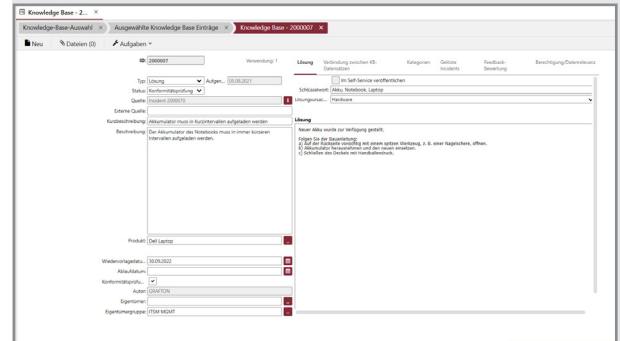 Knowledge Base - 2... ×
Knowledge-Base-Auswahl × Ausgewählte Knowledge Base Einträge × Knowledge Base - 2000007 ×
Neu Dateien (0) Aufgaben
ID: 2000007 Verwendung: 1
Typ: Lösung Aufgen... 09.08.2021
Status: Konformitätsprüfung
Quelle: Incident 2000070
Externe Quelle:
Kurzbeschreibung: Akkumulator muss in Kurzintervallen aufgeladen werden
Beschreibung: Der Akkumulator des Notebooks muss in immer kürzeren
Intervallen aufgeladen werden.
Produkt: Dell Laptop ...
Wiedervorlagedatu... 30.09.2022
Ablaufdatum:
Konformitätsprüfu...
Autor: GRAFTON
Eigentümer: ...
Eigentümergruppe: ITSM MGMT ...
Lösung Verbindung zwischen KB-Datensätzen Kategorien Gelöste Incidents Feedback-Bewertung Berechtigung/Datenrelevanz
Im Self-Service veröffentlichen
Schlüsselwort: Akku, Notebook, Laptop
Lösungsursac... Hardware
Lösung
Neuer Akku wurde zur Verfügung gestellt.
Folgen Sie der Bauanleitung:
a) Auf der Rückseite vorsichtig mit einem spitzen Werkzeug, z. B. einer Nagelschere, öffnen.
b) Akkumulator herausnehmen und den neuen einsetzen.
c) Schließen des Deckels mit Handballendruck.